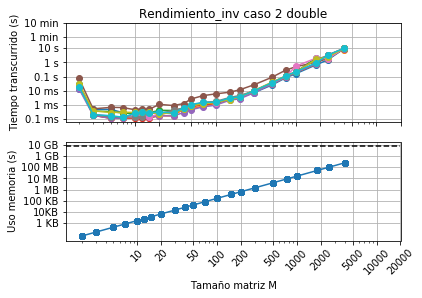 Rendimiento_inv caso 2 double
Tiempo transcurrido (s)
10 min
1 min
10 s
1 s
0.1 s
10 ms
1 ms
0.1 ms
Uso memoria (s)
10 GB
1 GB
100 MB
10 MB
1 MB
100 KB
10KB
1 KB
10
20
50
100
200
500
1000
2000
5000
10000
20000
Tamaño matriz M